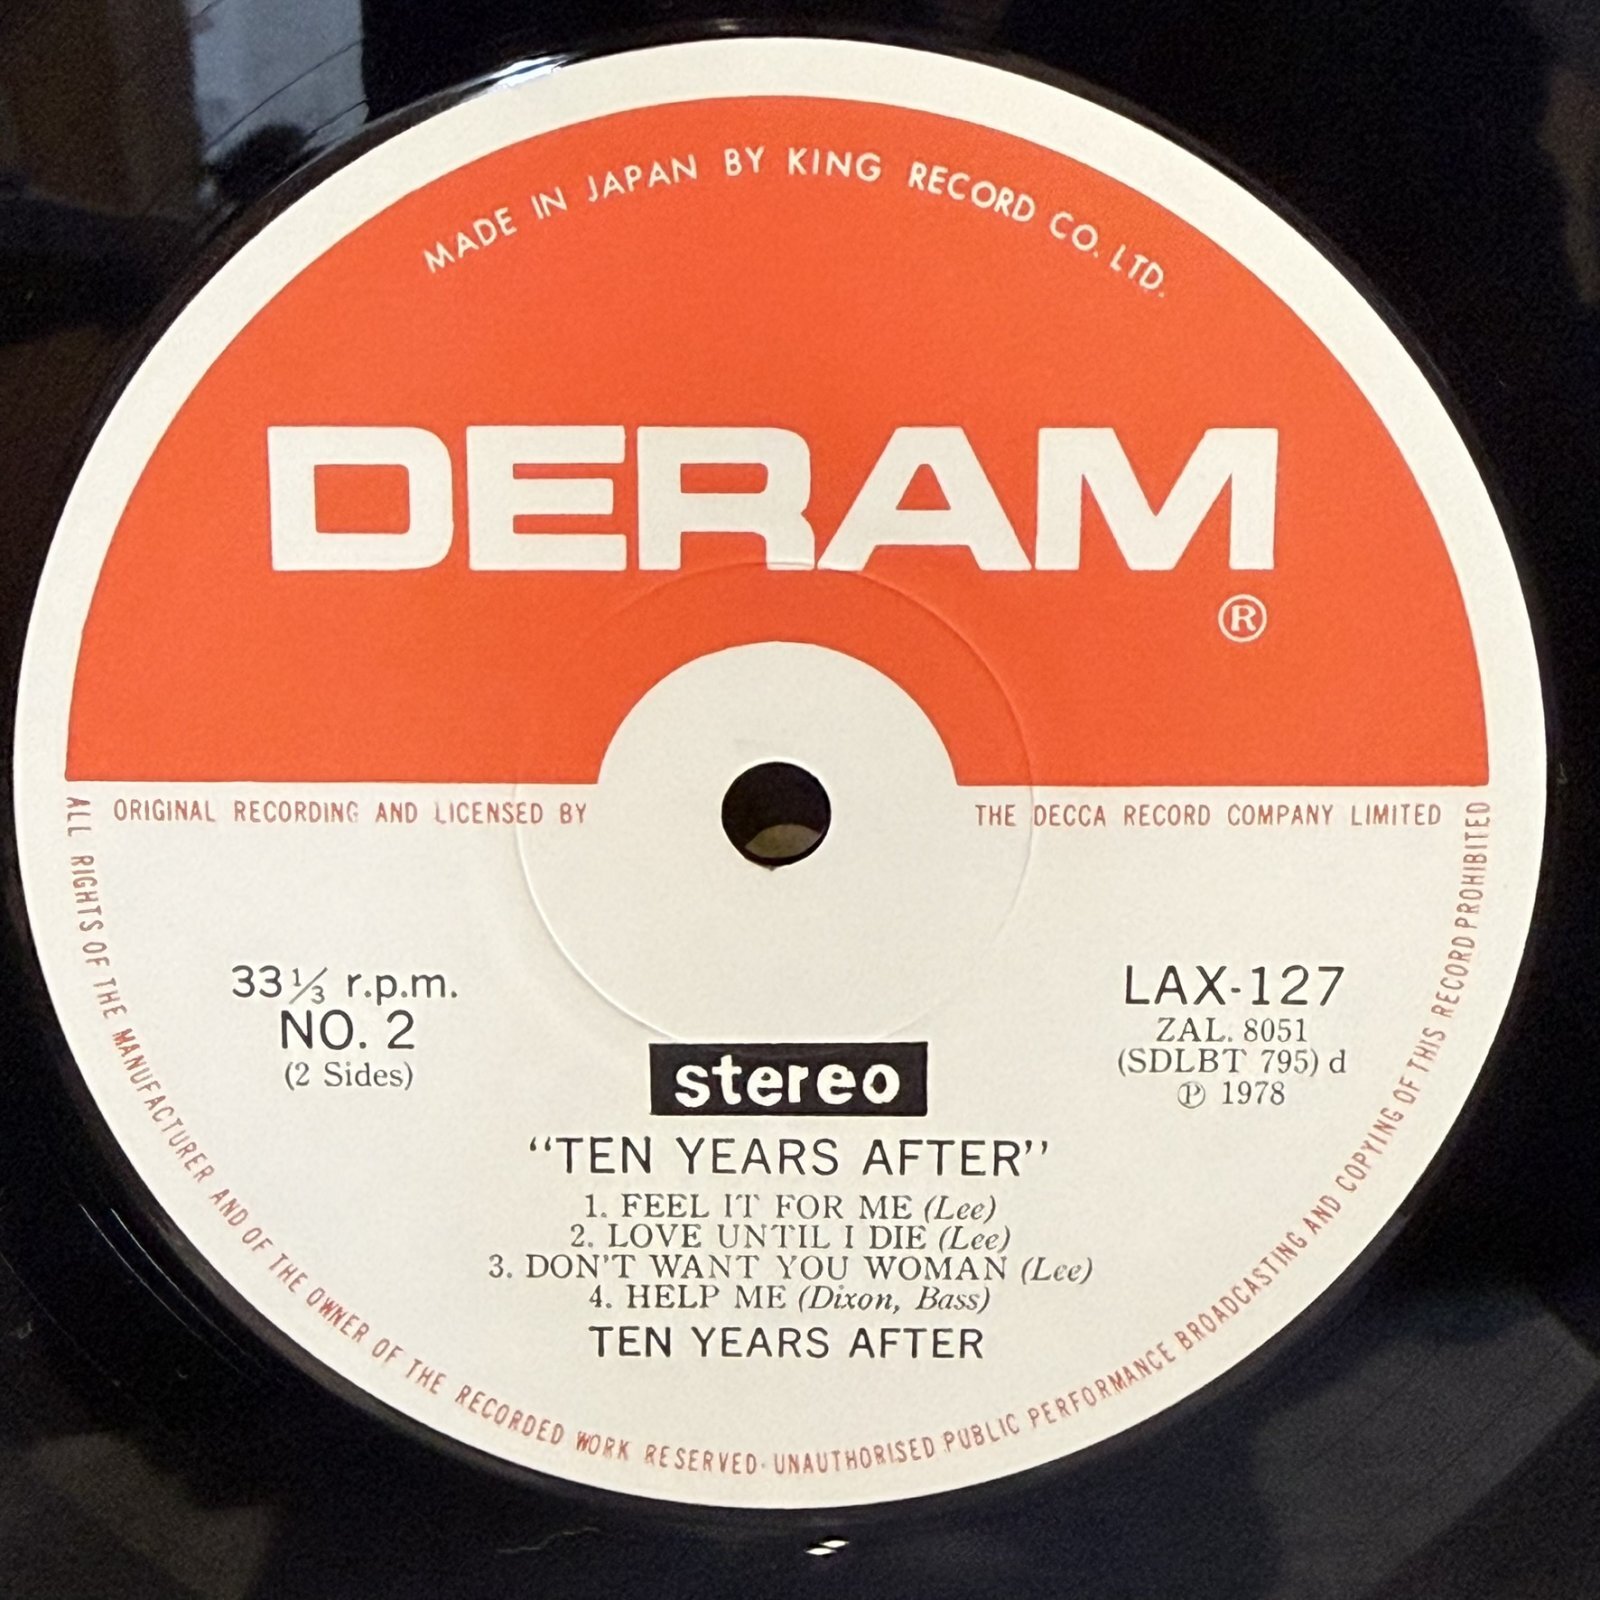 MADE IN JAPAN BY KING RECORD CO. LTD.
DERAM
®
ORIGINAL RECORDING AND LICENSED BY THE DECCA RECORD COMPANY LIMITED
33⅓ r.p.m.
NO. 2
(2 Sides)
LAX-127
ZAL. 8051
(SDLBT 795) d
℗ 1978
stereo
"TEN YEARS AFTER"
1. FEEL IT FOR ME (Lee)
2. LOVE UNTIL I DIE (Lee)
3. DON'T WANT YOU WOMAN (Lee)
4. HELP ME (Dixon, Bass)
TEN YEARS AFTER
ALL RIGHTS OF THE MANUFACTURER AND OF THE OWNER OF THE RECORDED WORK RESERVED· UNAUTHORISED PUBLIC PERFORMANCE BROADCASTING AND COPYING OF THIS RECORD PROHIBITED